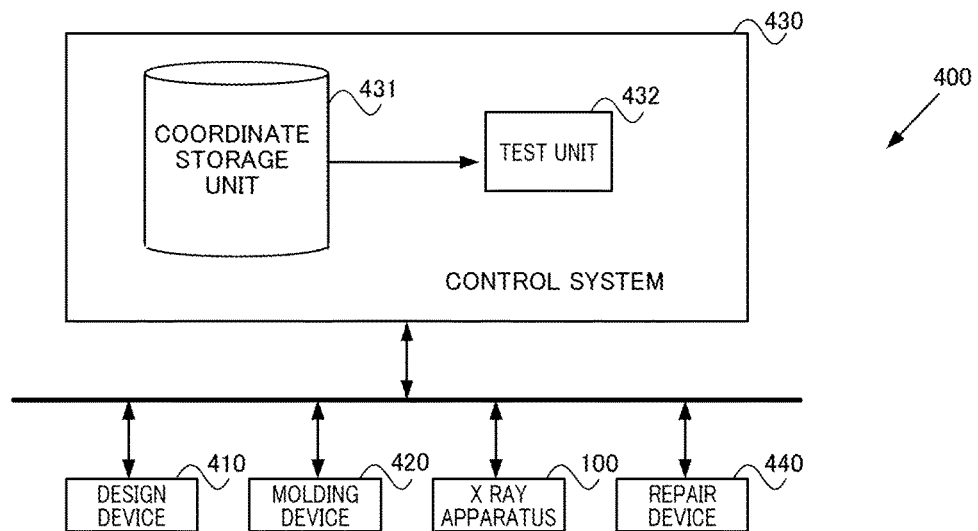 430
400
431
432
COORDINATE
STORAGE
UNIT
TEST UNIT
CONTROL SYSTEM
410
420
100
440
DESIGN
DEVICE
MOLDING
DEVICE
X RAY
APPARATUS
REPAIR
DEVICE